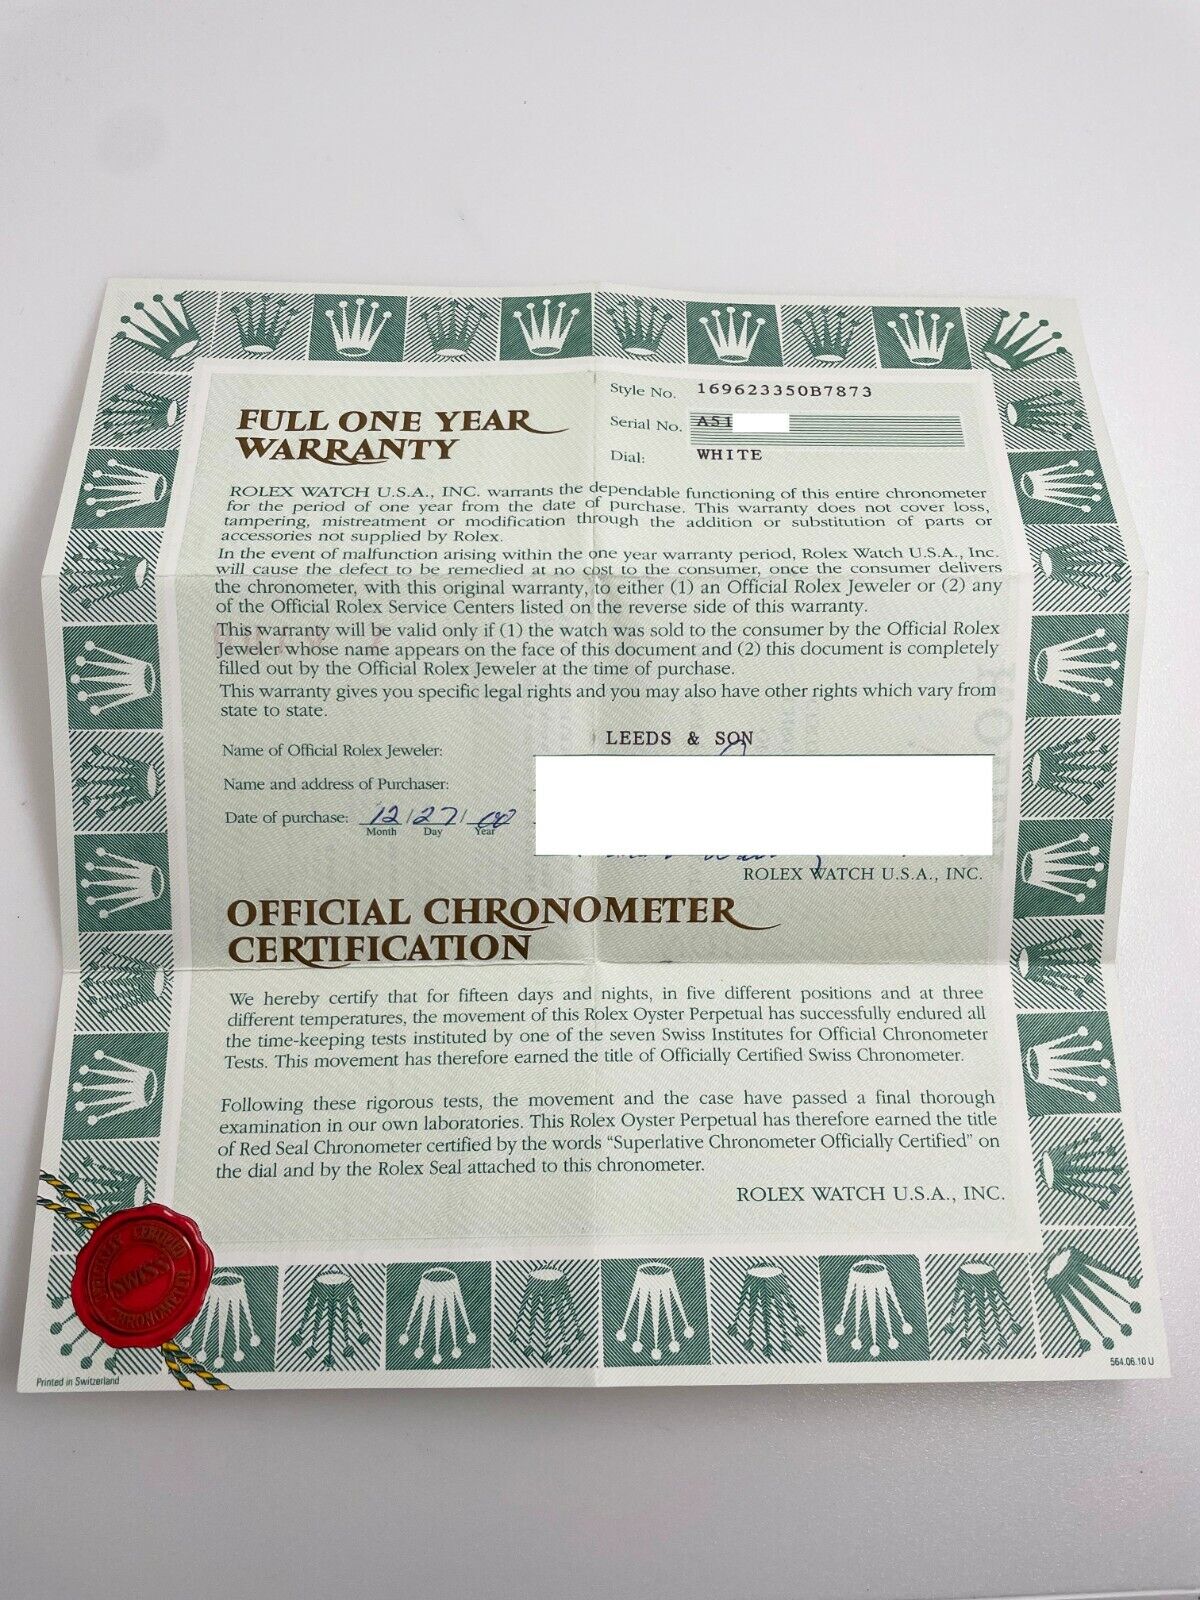 Style No. 169623350B7873
FULL ONE YEAR
WARRANTY
Serial No. A51
Dial: WHITE
ROLEX WATCH U.S.A., INC. warrants the dependable functioning of this entire chronometer
for the period of one year from the date of purchase. This warranty does not cover loss,
tampering, mistreatment or modification through the addition or substitution of parts or
accessories not supplied by Rolex.
In the event of malfunction arising within the one year warranty period, Rolex Watch U.S.A., Inc.
will cause the defect to be remedied at no cost to the consumer, once the consumer delivers
the chronometer, with this original warranty, to either (1) an Official Rolex Jeweler or (2) any
of the Official Rolex Service Centers listed on the reverse side of this warranty.
This warranty will be valid only if (1) the watch was sold to the consumer by the Official Rolex
Jeweler whose name appears on the face of this document and (2) this document is completely
filled out by the Official Rolex Jeweler at the time of purchase.
This warranty gives you specific legal rights and you may also have other rights which vary from
state to state.
Name of Official Rolex Jeweler: LEEDS & SON
Name and address of Purchaser:
Date of purchase: 12/27/00
Month Day Year
ROLEX WATCH U.S.A., INC.
OFFICIAL CHRONOMETER
CERTIFICATION
We hereby certify that for fifteen days and nights, in five different positions and at three
different temperatures, the movement of this Rolex Oyster Perpetual has successfully endured all
the time-keeping tests instituted by one of the seven Swiss Institutes for Official Chronometer
Tests. This movement has therefore earned the title of Officially Certified Swiss Chronometer.
Following these rigorous tests, the movement and the case have passed a final thorough
examination in our own laboratories. This Rolex Oyster Perpetual has therefore earned the title
of Red Seal Chronometer certified by the words “Superlative Chronometer Officially Certified” on
the dial and by the Rolex Seal attached to this chronometer.
ROLEX WATCH U.S.A., INC.
OFFICIALLY CERTIFIED
SWISS
CHRONOMETER
Printed in Switzerland
564.06.10 U